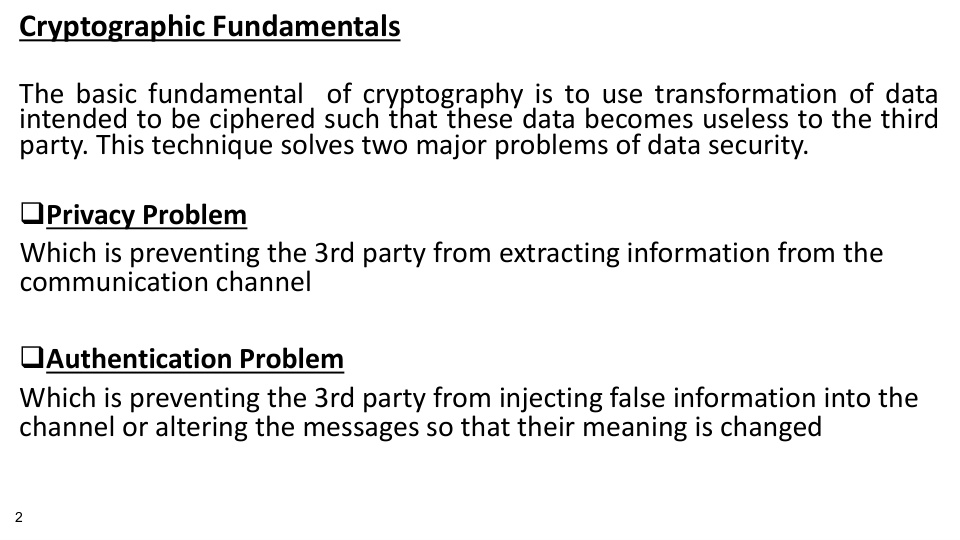 Cryptographic Fundamentals
The basic fundamental of cryptography is to use transformation of data
intended to be ciphered such that these data becomes useless to the third
party. This technique solves two major problems of data security.
❑Privacy Problem
Which is preventing the 3rd party from extracting information from the
communication channel
❑Authentication Problem
Which is preventing the 3rd party from injecting false information into the
channel or altering the messages so that their meaning is changed
2